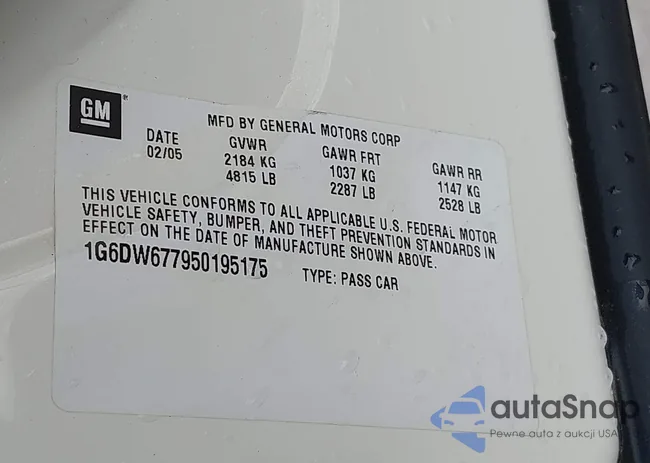 GM
MFD BY GENERAL MOTORS CORP
DATE GVWR GAWR FRT GAWR RR
02/05 2184 KG 1037 KG 1147 KG
4815 LB 2287 LB 2528 LB
THIS VEHICLE CONFORMS TO ALL APPLICABLE U.S. FEDERAL MOTOR
VEHICLE SAFETY, BUMPER, AND THEFT PREVENTION STANDARDS IN
EFFECT ON THE DATE OF MANUFACTURE SHOWN ABOVE.
1G6DW677950195175 TYPE: PASS CAR
autaSnap
Pewne auta z aukcji USA